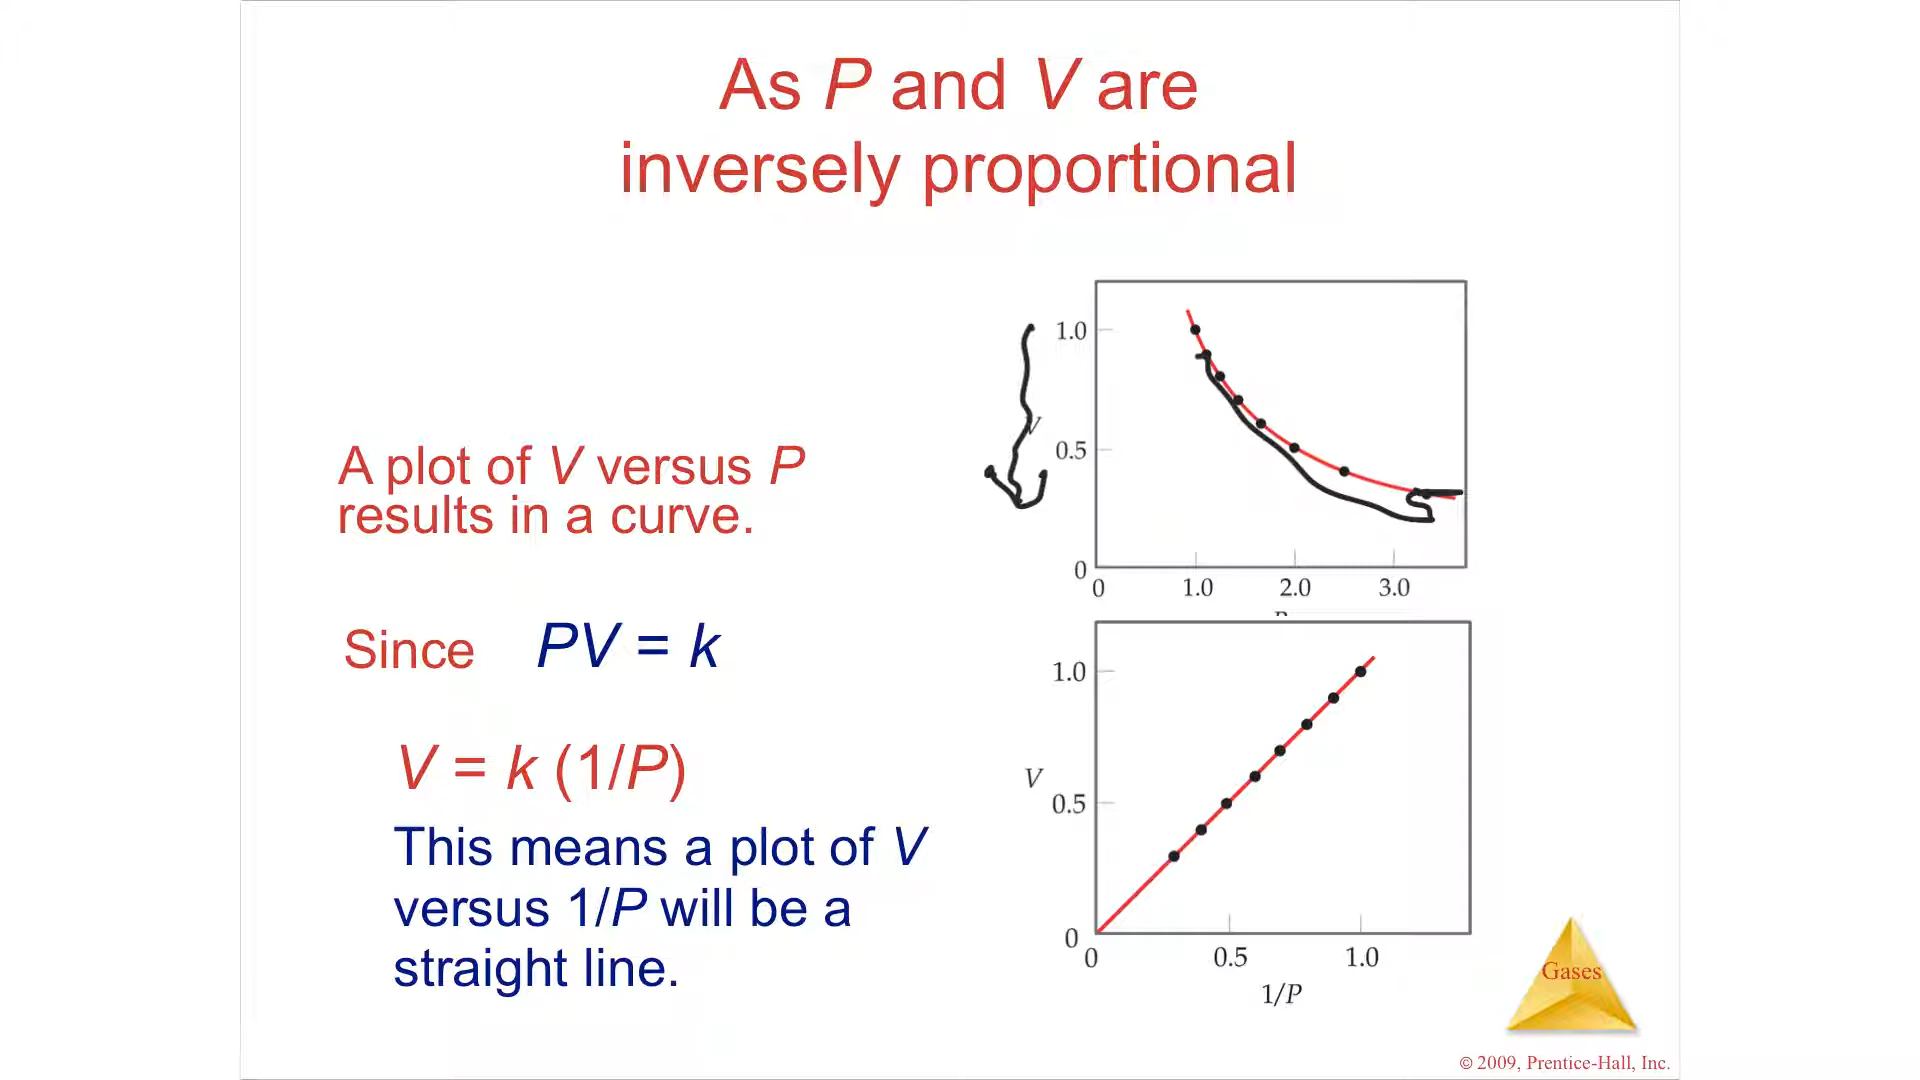 As P and V are
inversely proportional
A plot of V versus P
results in a curve.
Since PV = k
V = k (1/P)
This means a plot of V
versus 1/P will be a
straight line.
1.0
V
0.5
0
0 1.0 2.0 3.0
1.0
V
0.5
0
0 0.5 1.0
1/P
Gases
© 2009, Prentice-Hall, Inc.